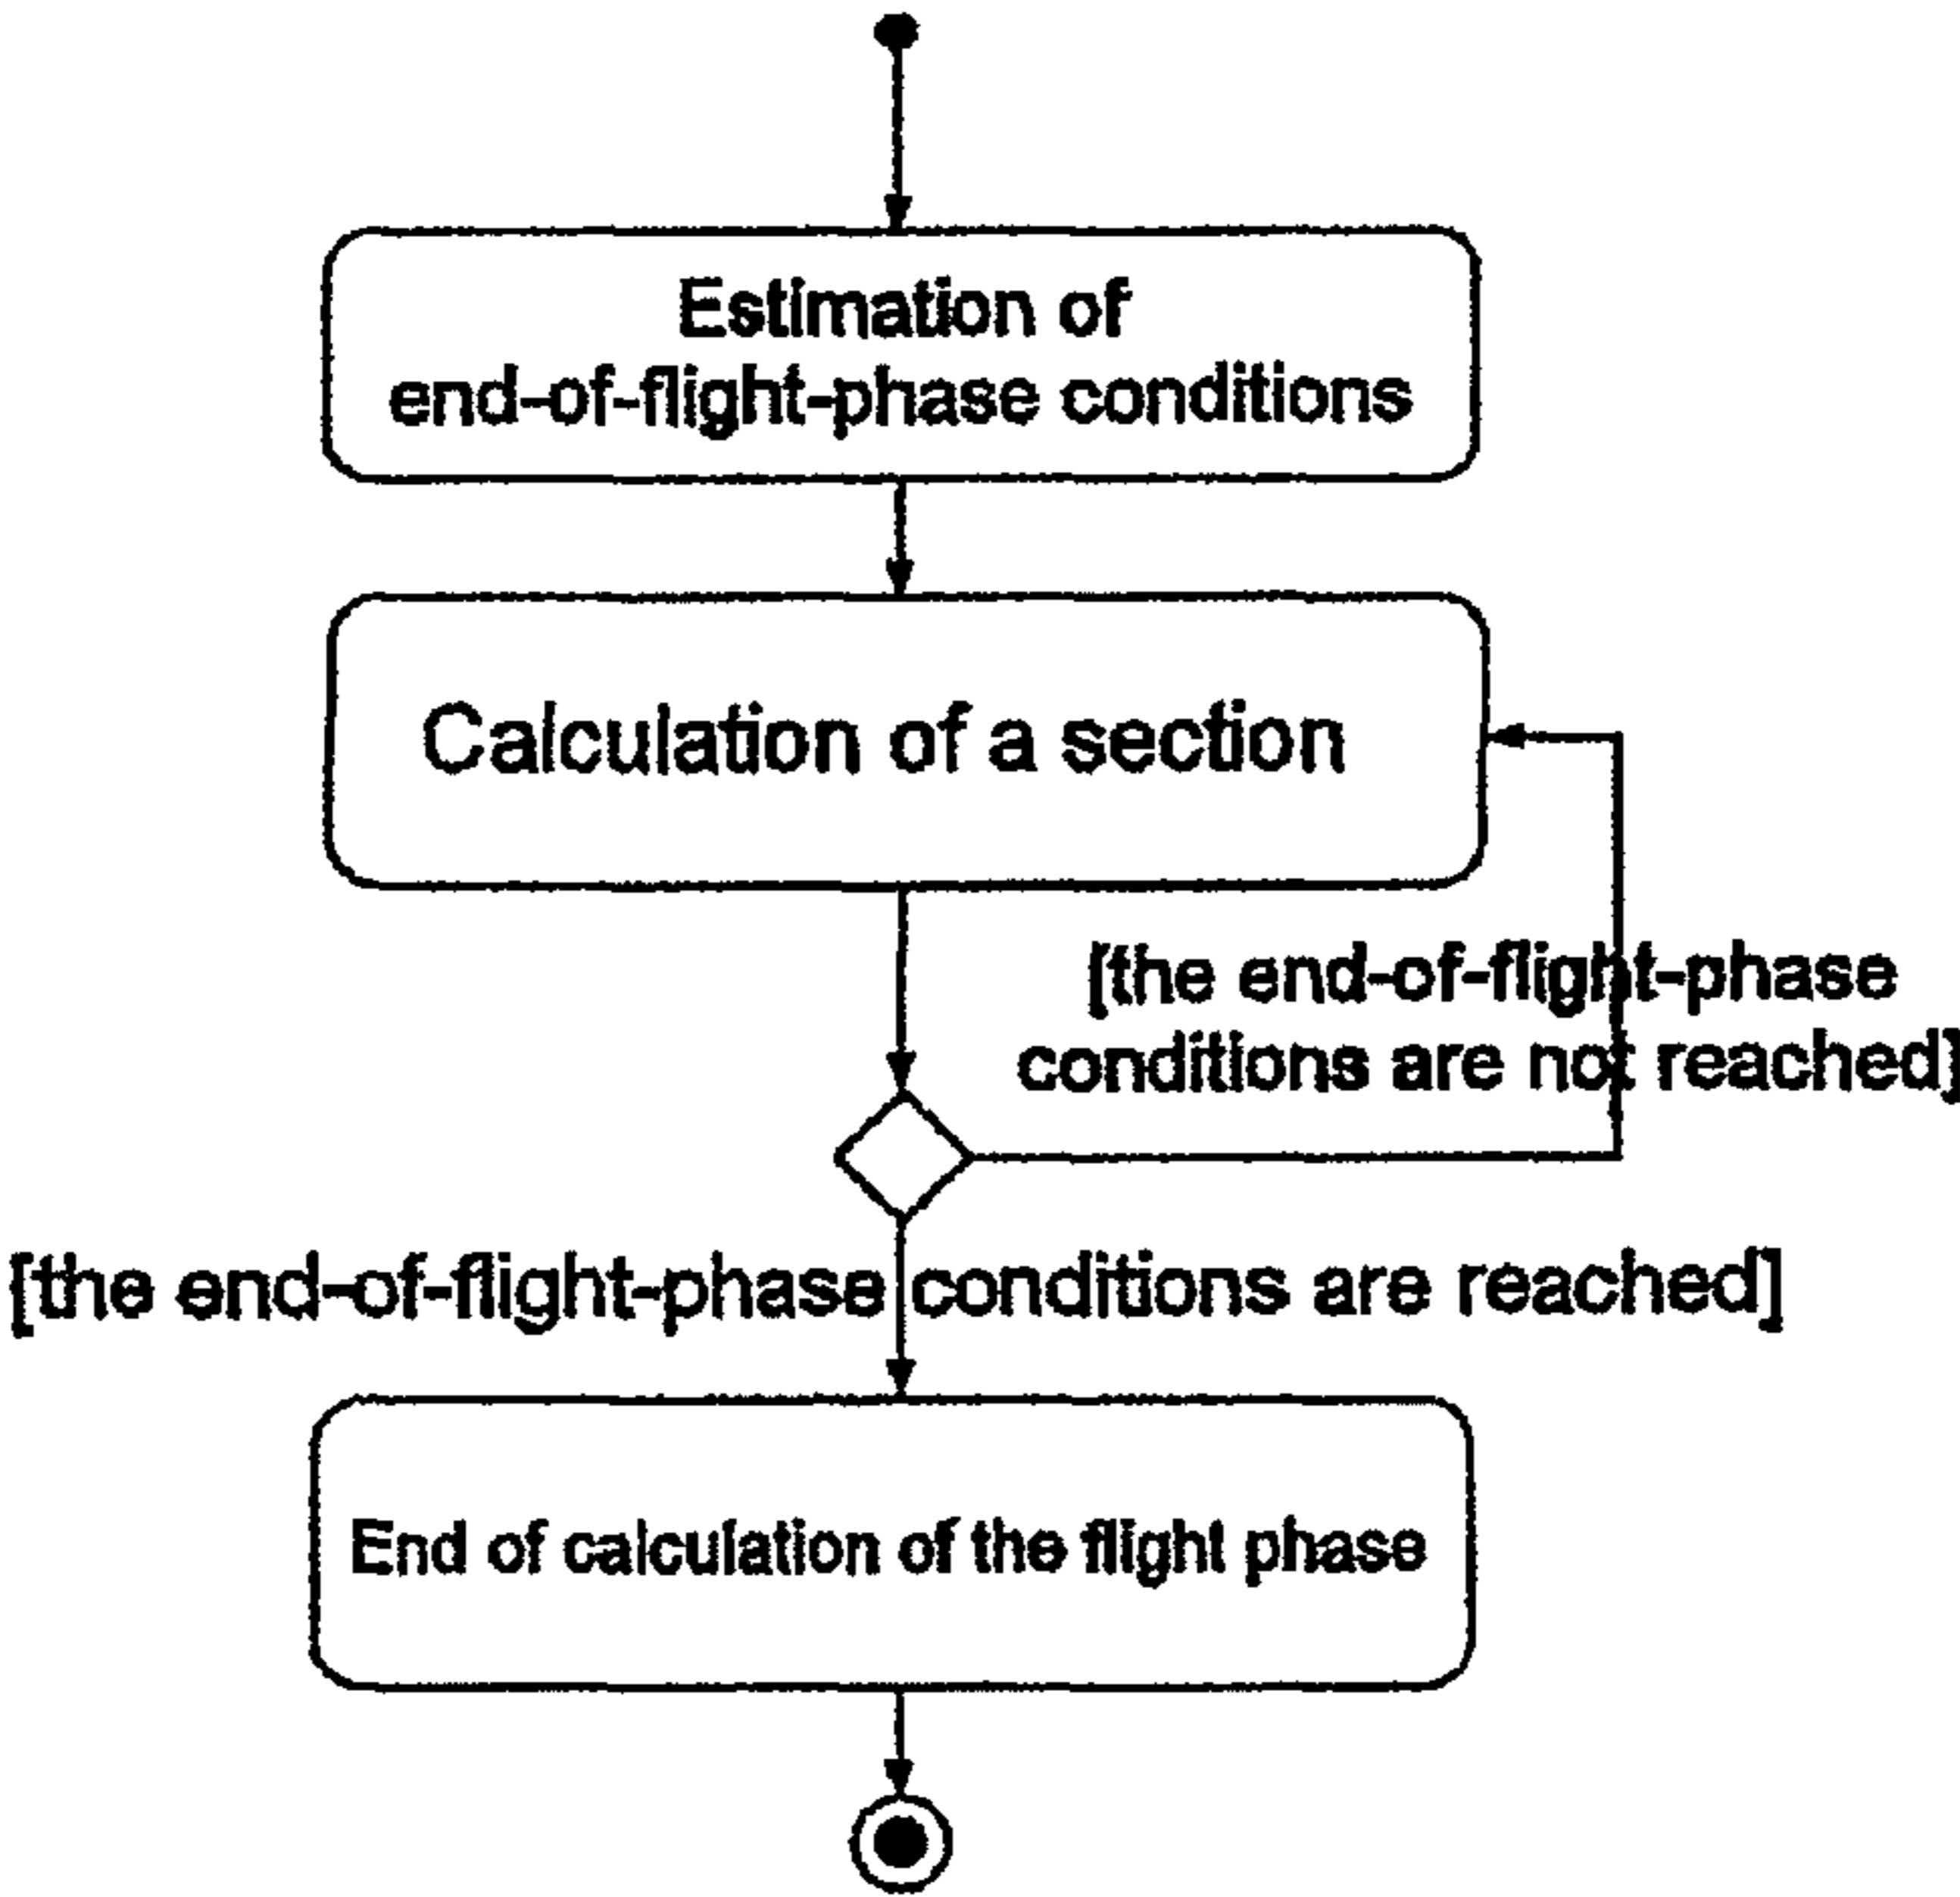 Estimation of
end-of-flight-phase conditions
Calculation of a section
[the end-of-flight-phase
conditions are not reached]
[the end-of-flight-phase conditions are reached]
End of calculation of the flight phase